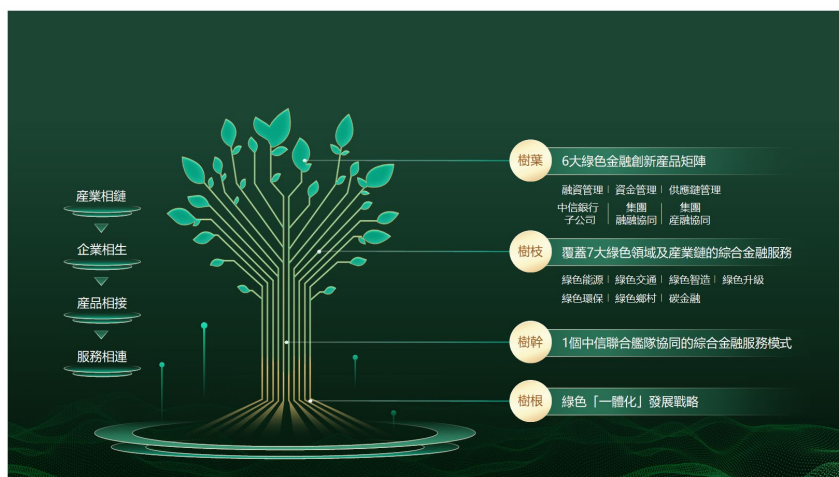 產業相鏈
企業相生
產品相接
服務相連
樹葉
6大綠色金融創新產品矩陣
融資管理 | 資金管理 | 供應鏈管理
中信銀行 | 集團 | 集團
子公司 | 融融協同 | 產融協同
樹枝
覆蓋7大綠色領域及產業鏈的綜合金融服務
綠色能源 | 綠色交通 | 綠色智造 | 綠色升級
綠色環保 | 綠色鄉村 | 碳金融
樹幹
1個中信聯合艦隊協同的綜合金融服務模式
樹根
綠色「一體化」發展戰略